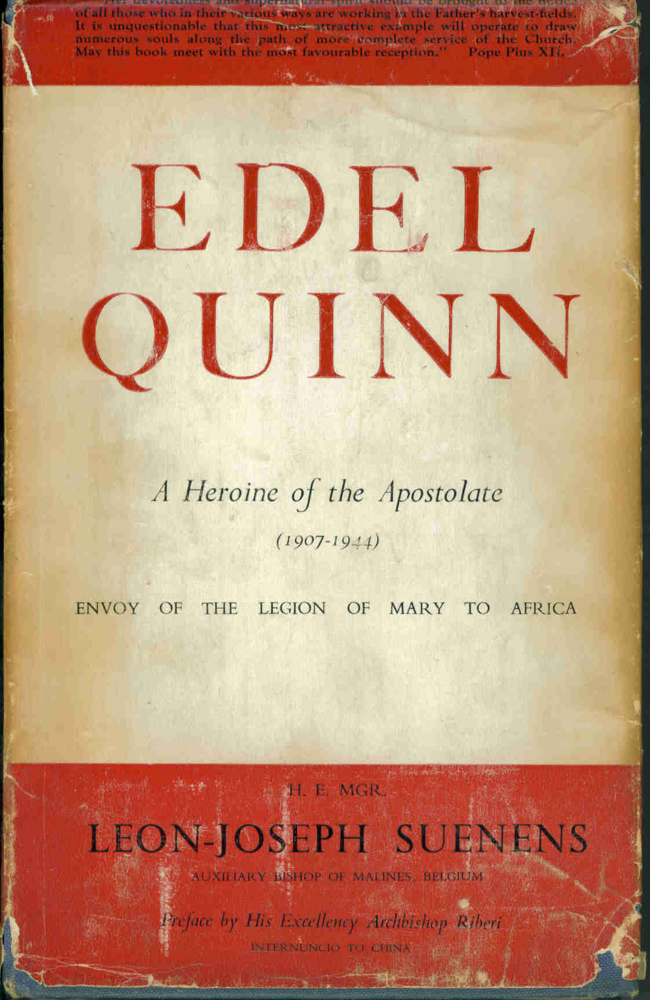 Her devotedness and supernatural spirit should be brought to the notice
of all those who in their various ways are working in the Father's harvest-fields.
It is unquestionable that this most attractive example will operate to draw
numerous souls along the path of more complete service of the Church.
May this book meet with the most favourable reception." Pope Pius XII.
EDEL
QUINN
A Heroine of the Apostolate
(1907-1944)
ENVOY OF THE LEGION OF MARY TO AFRICA
H. E. MGR.
LEON-JOSEPH SUENENS
AUXILIARY BISHOP OF MALINES, BELGIUM
Preface by His Excellency Archbishop Riberi
INTERNUNCIO TO CHINA